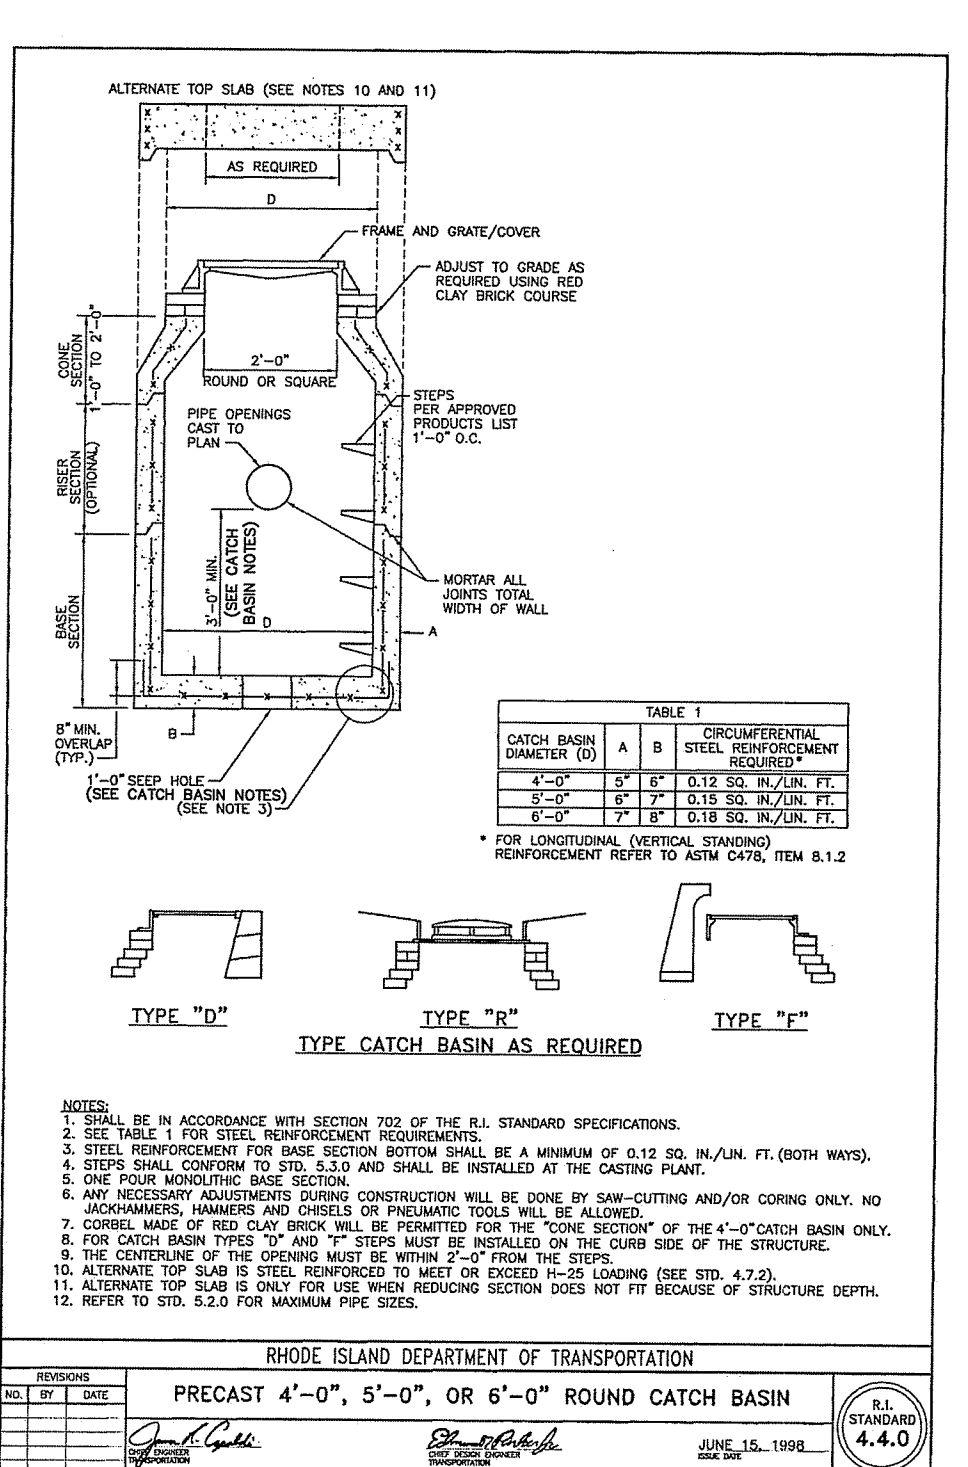 ALTERNATE TOP SLAB (SEE NOTES 10 AND 11)
AS REQUIRED
D
FRAME AND GRATE/COVER
ADJUST TO GRADE AS
REQUIRED USING RED
CLAY BRICK COURSE
CONE
SECTION
1'-0" TO 2'-0"
2'-0"
ROUND OR SQUARE
STEPS
PER APPROVED
PRODUCTS LIST
1'-0" O.C.
PIPE OPENINGS
CAST TO
PLAN
RISER
SECTION
(OPTIONAL)
3'-0" MIN.
(SEE CATCH
BASIN NOTES)
MORTAR ALL
JOINTS TOTAL
WIDTH OF WALL
BASE
SECTION
D
A
8" MIN.
OVERLAP
(TYP.)
B
1'-0" SEEP HOLE
(SEE CATCH BASIN NOTES)
(SEE NOTE 3)
TABLE 1
CATCH BASIN
DIAMETER (D)
A
B
CIRCUMFERENTIAL
STEEL REINFORCEMENT
REQUIRED*
4'-0" 5" 6" 0.12 SQ. IN./LIN. FT.
5'-0" 6" 7" 0.15 SQ. IN./LIN. FT.
6'-0" 7" 8" 0.18 SQ. IN./LIN. FT.
* FOR LONGITUDINAL (VERTICAL STANDING)
REINFORCEMENT REFER TO ASTM C478, ITEM 8.1.2
TYPE "D"
TYPE "R"
TYPE "F"
TYPE CATCH BASIN AS REQUIRED
NOTES:
1. SHALL BE IN ACCORDANCE WITH SECTION 702 OF THE R.I. STANDARD SPECIFICATIONS.
2. SEE TABLE 1 FOR STEEL REINFORCEMENT REQUIREMENTS.
3. STEEL REINFORCEMENT FOR BASE SECTION BOTTOM SHALL BE A MINIMUM OF 0.12 SQ. IN./LIN. FT. (BOTH WAYS).
4. STEPS SHALL CONFORM TO STD. 5.3.0 AND SHALL BE INSTALLED AT THE CASTING PLANT.
5. ONE POUR MONOLITHIC BASE SECTION.
6. ANY NECESSARY ADJUSTMENTS DURING CONSTRUCTION WILL BE DONE BY SAW-CUTTING AND/OR CORING ONLY. NO
JACKHAMMERS, HAMMERS AND CHISELS OR PNEUMATIC TOOLS WILL BE ALLOWED.
7. CORBEL MADE OF RED CLAY BRICK WILL BE PERMITTED FOR THE "CONE SECTION" OF THE 4'-0" CATCH BASIN ONLY.
8. FOR CATCH BASIN TYPES "D" AND "F" STEPS MUST BE INSTALLED ON THE CURB SIDE OF THE STRUCTURE.
9. THE CENTERLINE OF THE OPENING MUST BE WITHIN 2'-0" FROM THE STEPS.
10. ALTERNATE TOP SLAB IS STEEL REINFORCED TO MEET OR EXCEED H-25 LOADING (SEE STD. 4.7.2).
11. ALTERNATE TOP SLAB IS ONLY FOR USE WHEN REDUCING SECTION DOES NOT FIT BECAUSE OF STRUCTURE DEPTH.
12. REFER TO STD. 5.2.0 FOR MAXIMUM PIPE SIZES.
RHODE ISLAND DEPARTMENT OF TRANSPORTATION
REVISIONS
NO. BY DATE
PRECAST 4'-0", 5'-0", OR 6'-0" ROUND CATCH BASIN
CHIEF ENGINEER
TRANSPORTATION
CHIEF DESIGN ENGINEER
TRANSPORTATION
JUNE 15, 1998
ISSUE DATE
R.I.
STANDARD
4.4.0